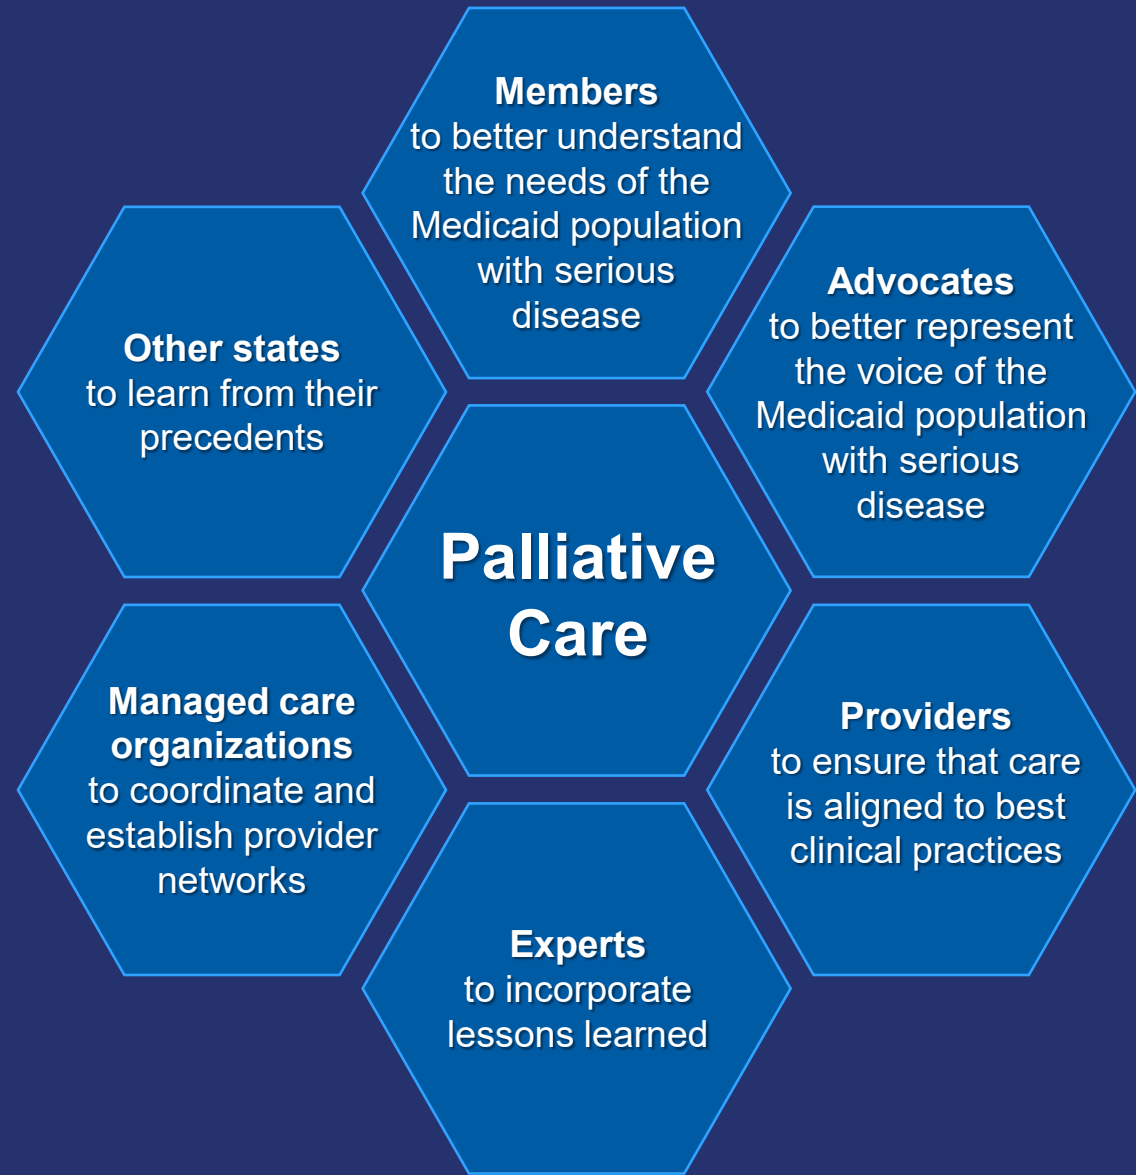 Members
to better understand
the needs of the
Medicaid population
with serious
disease
Advocates
to better represent
the voice of the
Medicaid population
with serious
disease
Other states
to learn from their
precedents
Palliative
Care
Managed care
organizations
to coordinate and
establish provider
networks
Providers
to ensure that care
is aligned to best
clinical practices
Experts
to incorporate
lessons learned